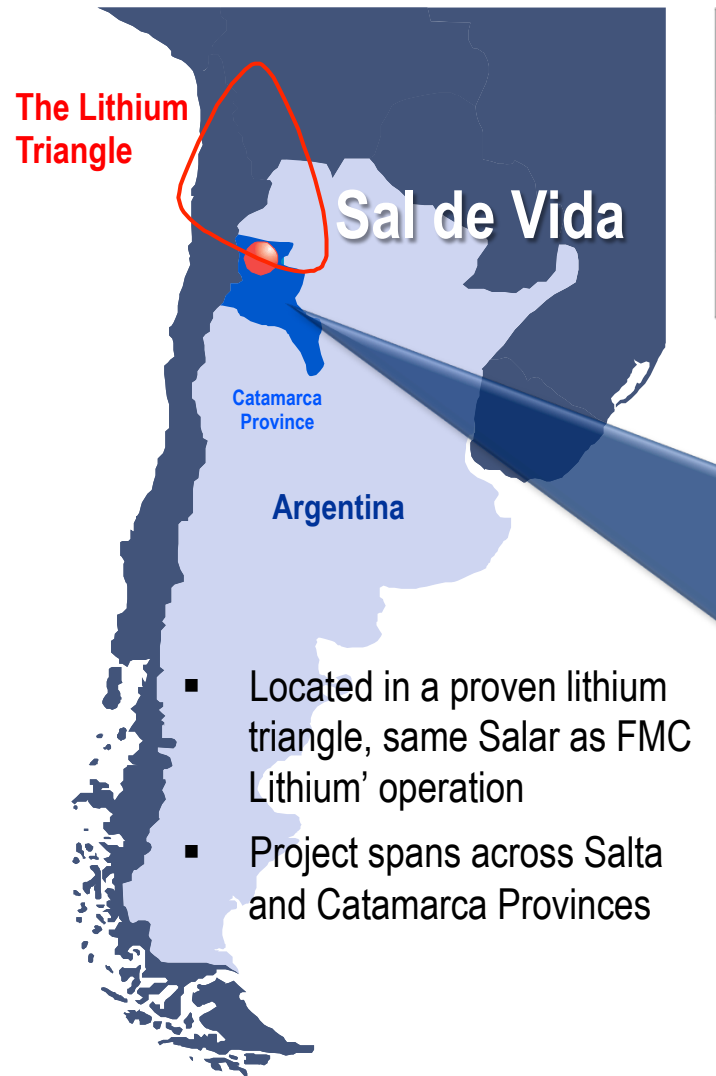 The Lithium
Triangle
Sal de Vida
Catamarca
Province
Argentina
▪ Located in a proven lithium
triangle, same Salar as FMC
Lithium’ operation
▪ Project spans across Salta
and Catamarca Provinces